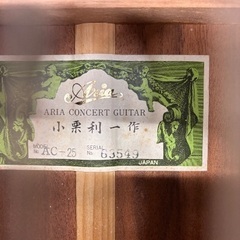 Aria
ARIA CONCERT GUITAR
小栗利一作
MODEL No AC-25 SERIAL No 63549
JAPAN